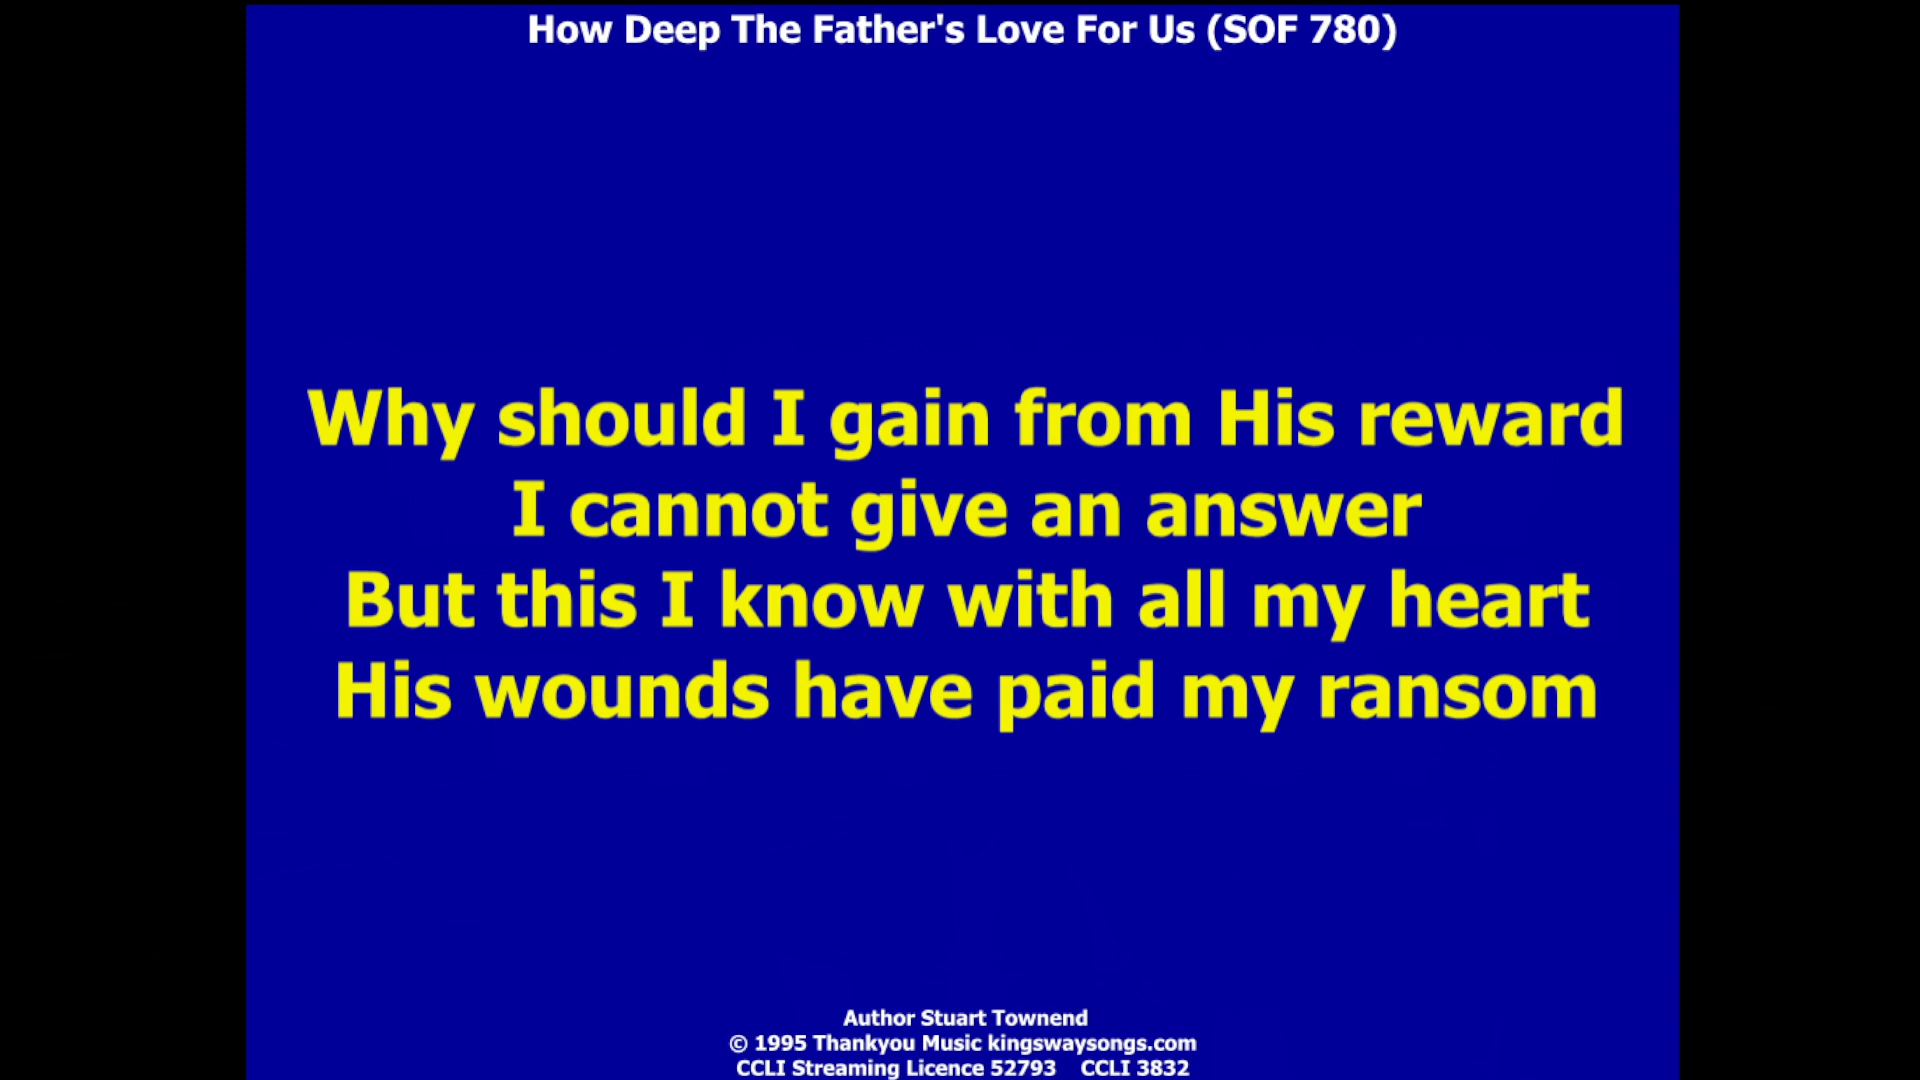 How Deep The Father's Love For Us (SOF 780)
Why should I gain from His reward
I cannot give an answer
But this I know with all my heart
His wounds have paid my ransom
Author Stuart Townend
© 1995 Thankyou Music kingswaysongs.com
CCLI Streaming Licence 52793    CCLI 3832